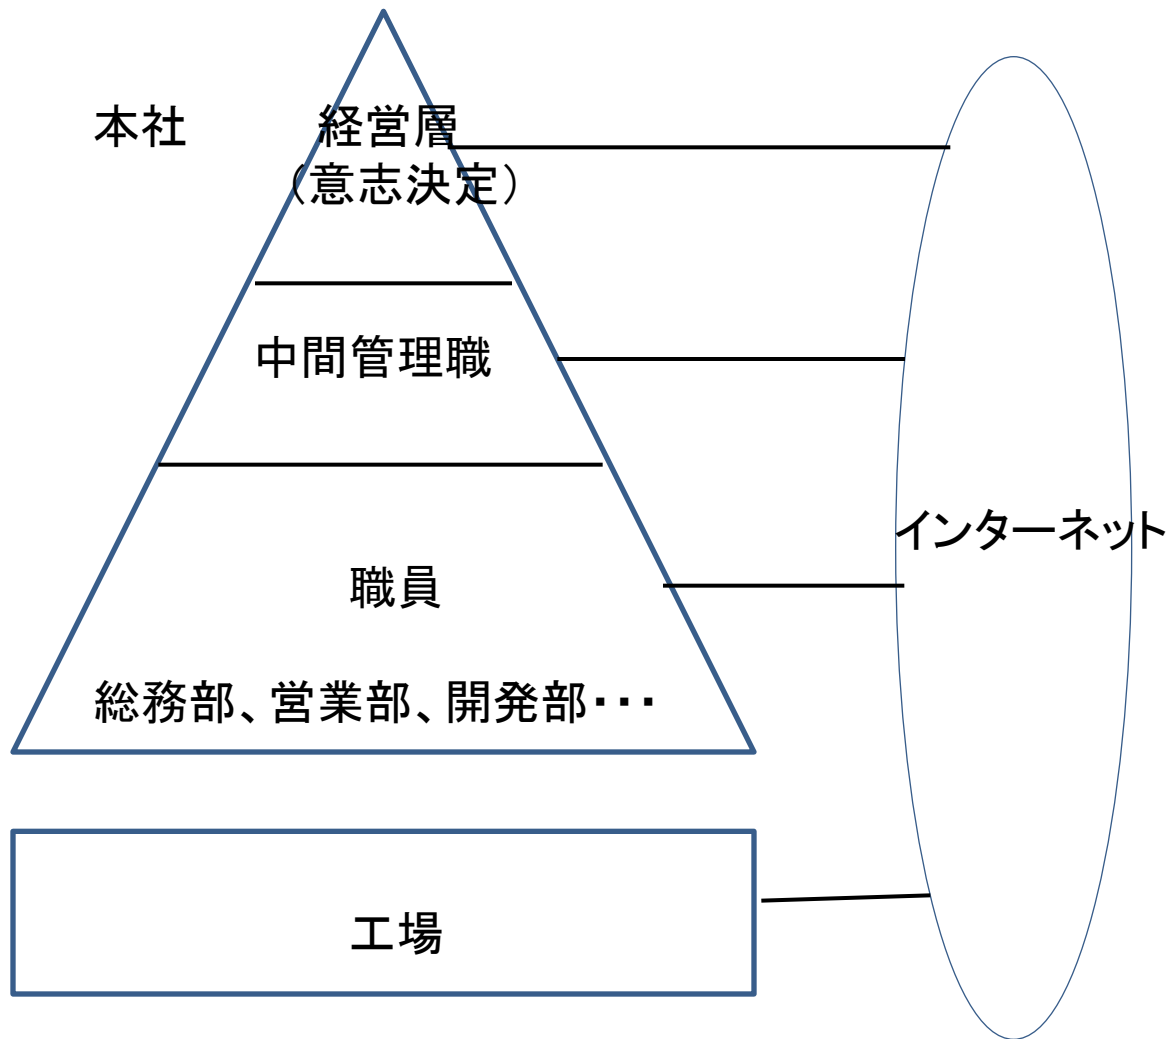 本社
経営層
（意志決定）
中間管理職
インターネット
職員
総務部、営業部、開発部・・・
工場